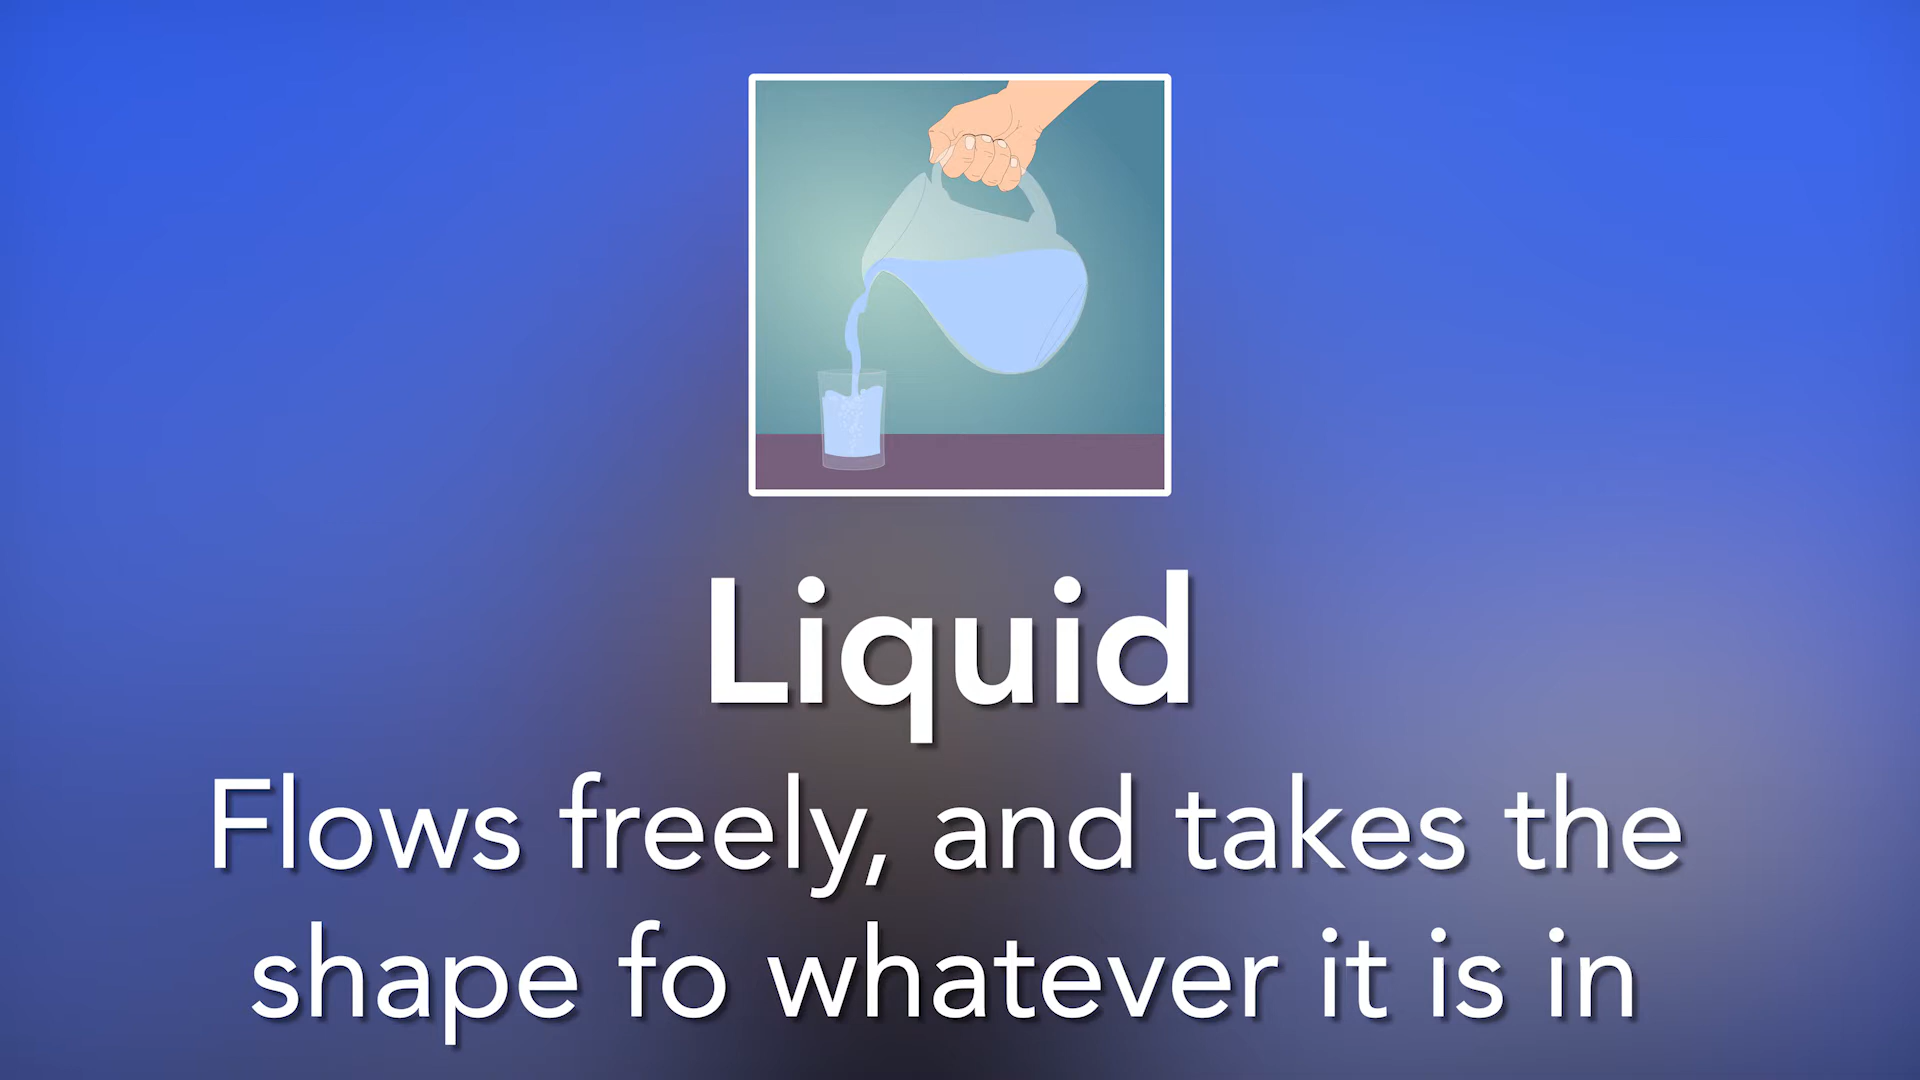 Liquid
Flows freely, and takes the
shape fo whatever it is in